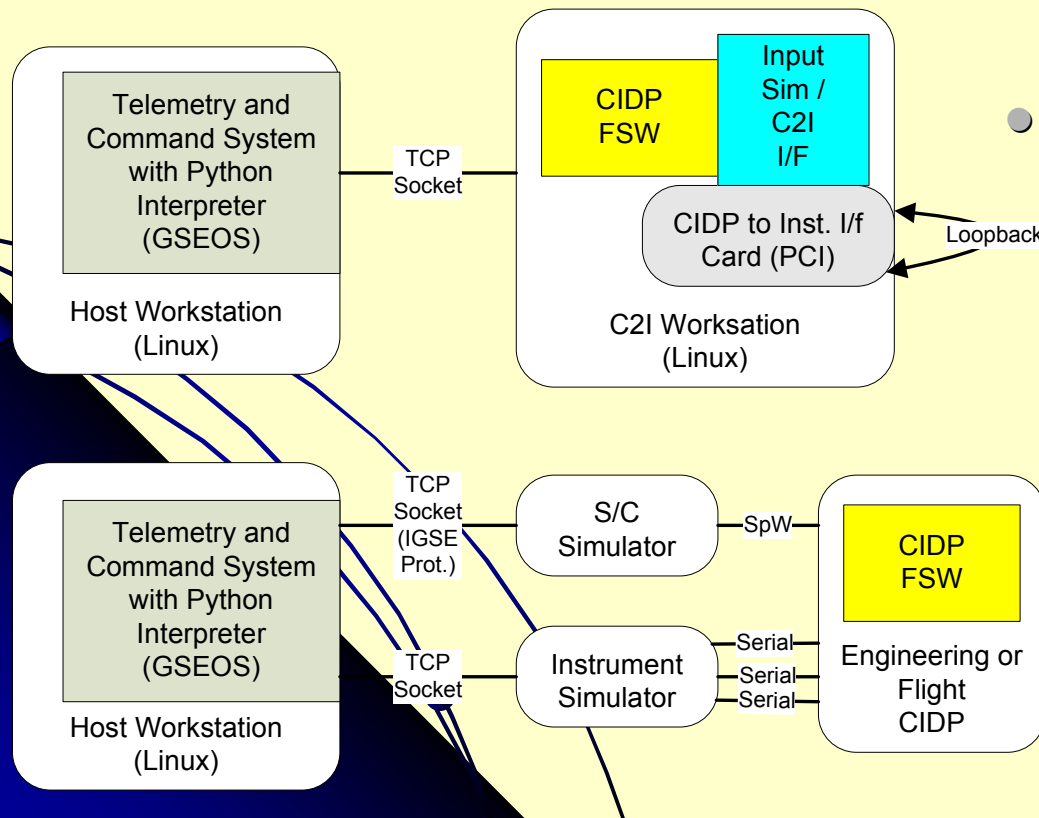 Telemetry and
Command System
with Python
Interpreter
(GSEOS)
Host Workstation
(Linux)
TCP
Socket
CIDP
FSW
Input
Sim /
C2I
I/F
CIDP to Inst. I/f
Card (PCI)
Loopback
C2I Worksation
(Linux)
Telemetry and
Command System
with Python
Interpreter
(GSEOS)
Host Workstation
(Linux)
TCP
Socket
(IGSE
Prot.)
S/C
Simulator
SpW
TCP
Socket
Instrument
Simulator
Serial
Serial
Serial
CIDP
FSW
Engineering or
Flight
CIDP